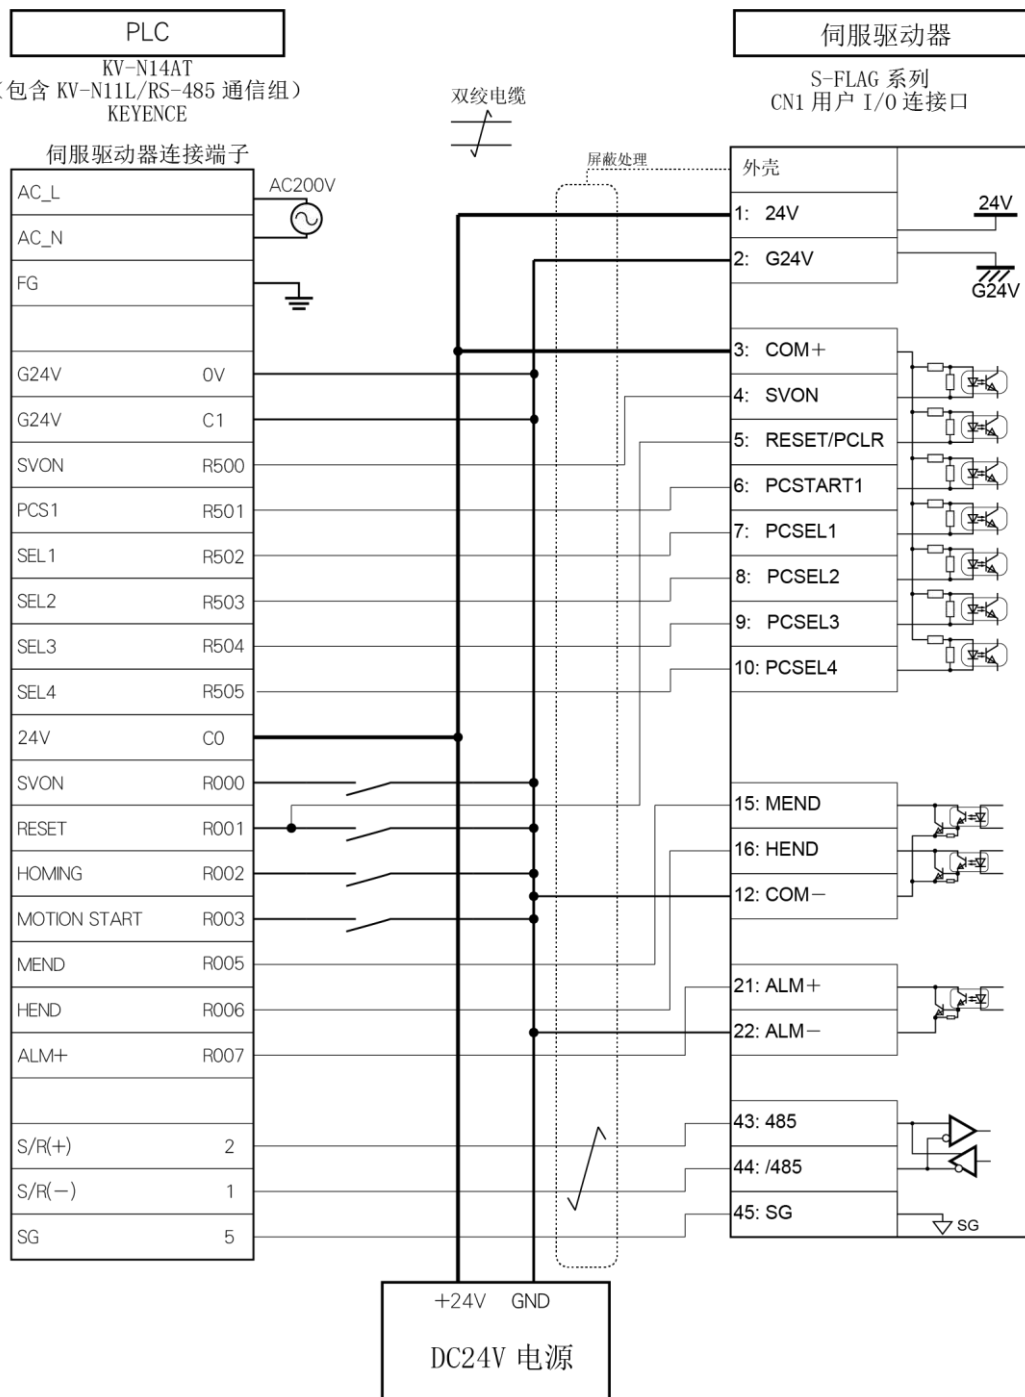 PLC
KV-N14AT
（包含 KV-N11L/RS-485 通信组）
KEYENCE
伺服驱动器连接端子
AC_L
AC_N
FG
G24V 0V
G24V C1
SVON R500
PCS1 R501
SEL1 R502
SEL2 R503
SEL3 R504
SEL4 R505
24V C0
SVON R000
RESET R001
HOMING R002
MOTION START R003
MEND R005
HEND R006
ALM+ R007
S/R(+) 2
S/R(−) 1
SG 5
AC200V
双绞电缆
屏蔽处理
伺服驱动器
S-FLAG 系列
CN1 用户 I/O 连接口
外壳
1: 24V
2: G24V
24V
G24V
3: COM+
4: SVON
5: RESET/PCLR
6: PCSTART1
7: PCSEL1
8: PCSEL2
9: PCSEL3
10: PCSEL4
15: MEND
16: HEND
12: COM−
21: ALM+
22: ALM−
43: 485
44: /485
45: SG
SG
+24V GND
DC24V 电源